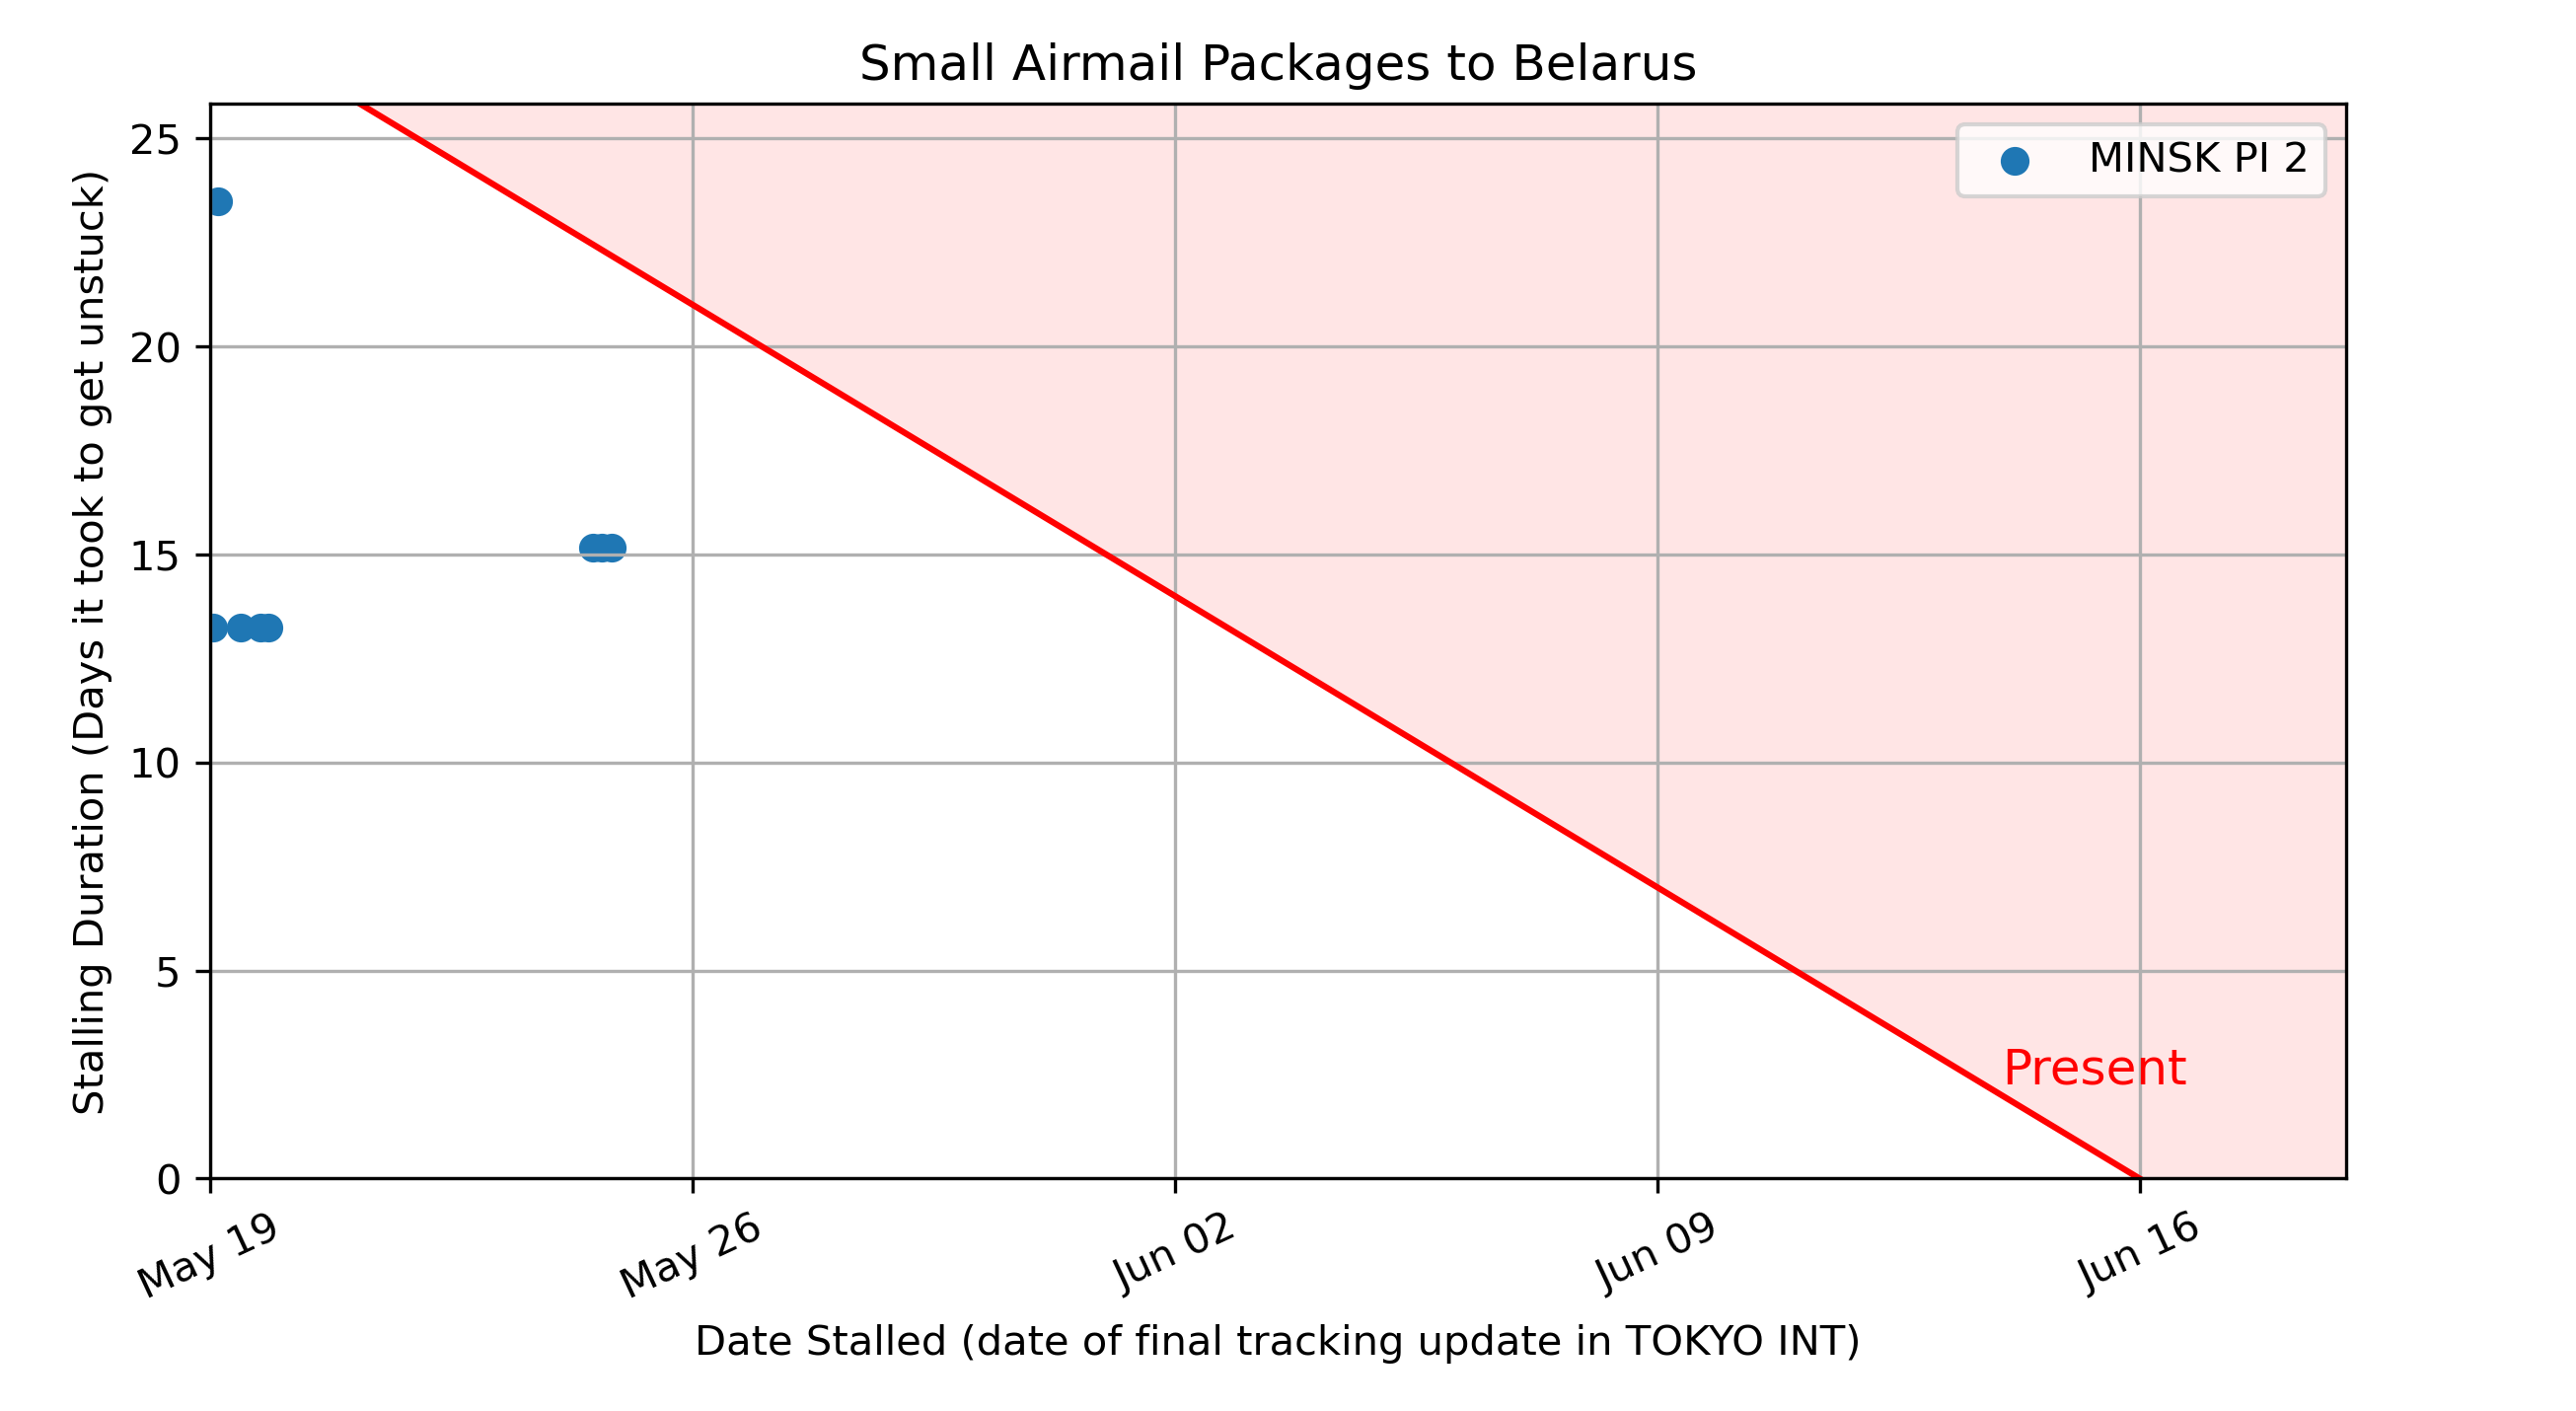 Small Airmail Packages to Belarus
MINSK PI 2
Stalling Duration (Days it took to get unstuck)
25
20
15
10
5
0
Present
May 19
May 26
Jun 02
Jun 09
Jun 16
Date Stalled (date of final tracking update in TOKYO INT)